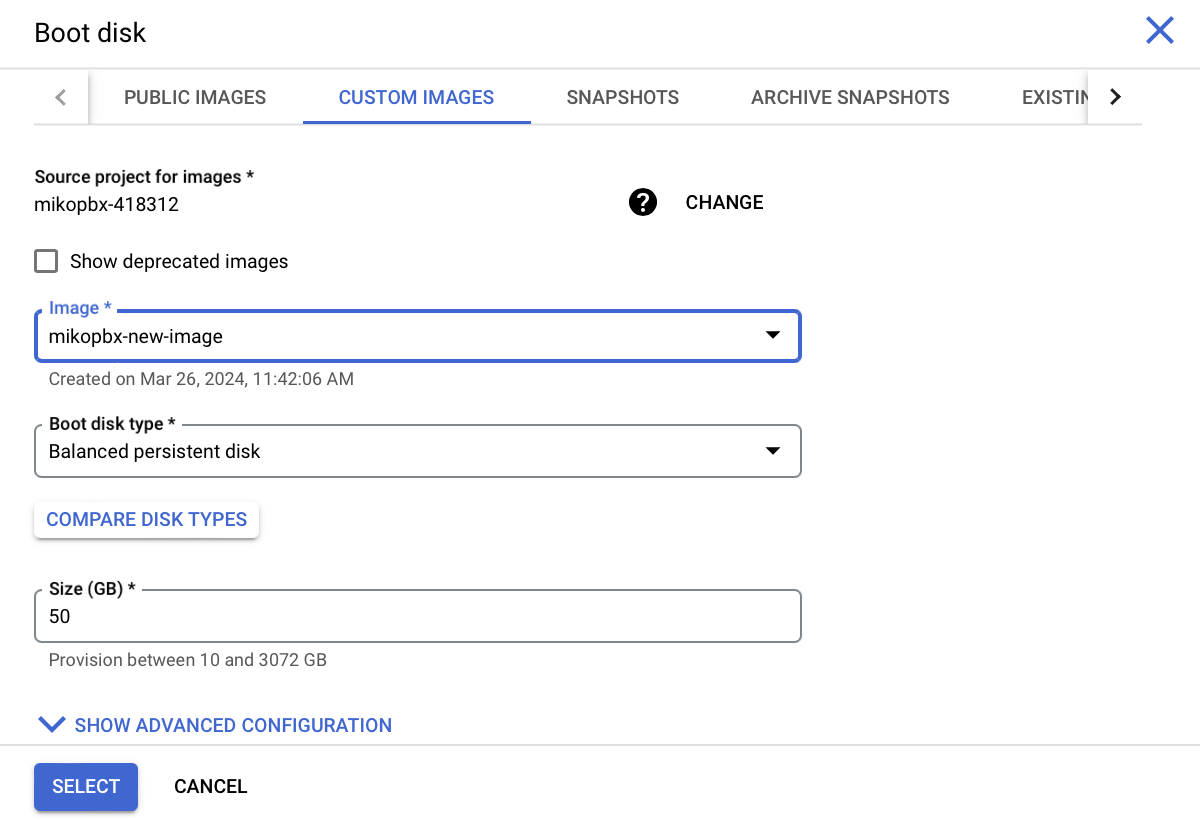 Boot disk
PUBLIC IMAGES CUSTOM IMAGES SNAPSHOTS ARCHIVE SNAPSHOTS EXISTIN
Source project for images *
mikopbx-418312
? CHANGE
Show deprecated images
Image *
mikopbx-new-image
Created on Mar 26, 2024, 11:42:06 AM
Boot disk type *
Balanced persistent disk
COMPARE DISK TYPES
Size (GB) *
50
Provision between 10 and 3072 GB
SHOW ADVANCED CONFIGURATION
SELECT CANCEL